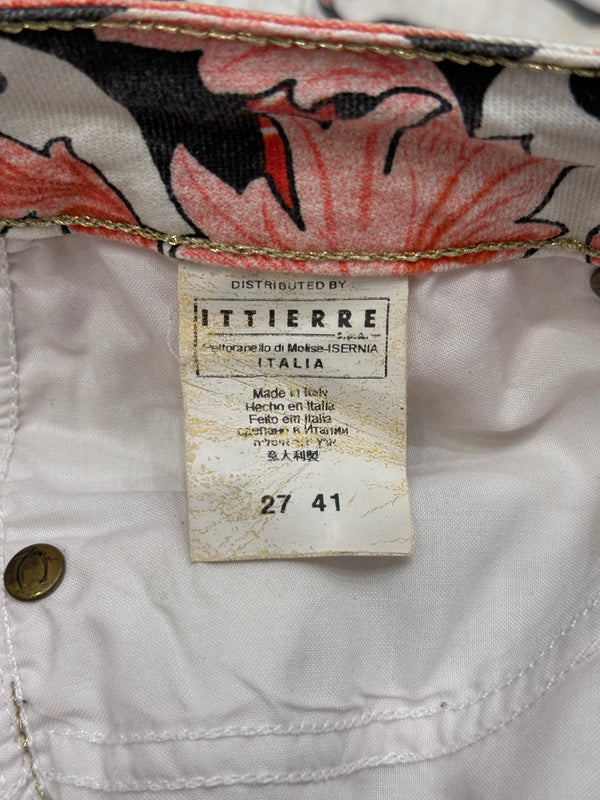 DISTRIBUTED BY
ITTIERRE
S.p.A.
Pettoranello di Molise-ISERNIA
ITALIA
Made in Italy
Hecho en Italia
Feito em Italia
сделано в Италии
意大利製
27 41